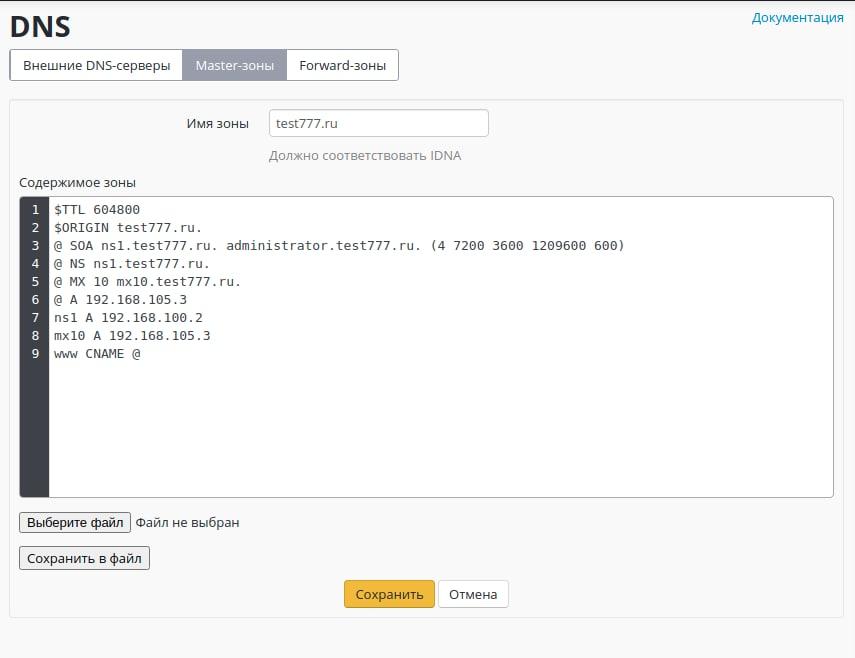 DNS
Документация
Внешние DNS-серверы Master-зоны Forward-зоны
Имя зоны test777.ru
Должно соответствовать IDNA
Содержимое зоны
1 $TTL 604800
2 $ORIGIN test777.ru.
3 @ SOA ns1.test777.ru. administrator.test777.ru. (4 7200 3600 1209600 600)
4 @ NS ns1.test777.ru.
5 @ MX 10 mx10.test777.ru.
6 @ A 192.168.105.3
7 ns1 A 192.168.100.2
8 mx10 A 192.168.105.3
9 www CNAME @
Выберите файл Файл не выбран
Сохранить в файл
Сохранить Отмена